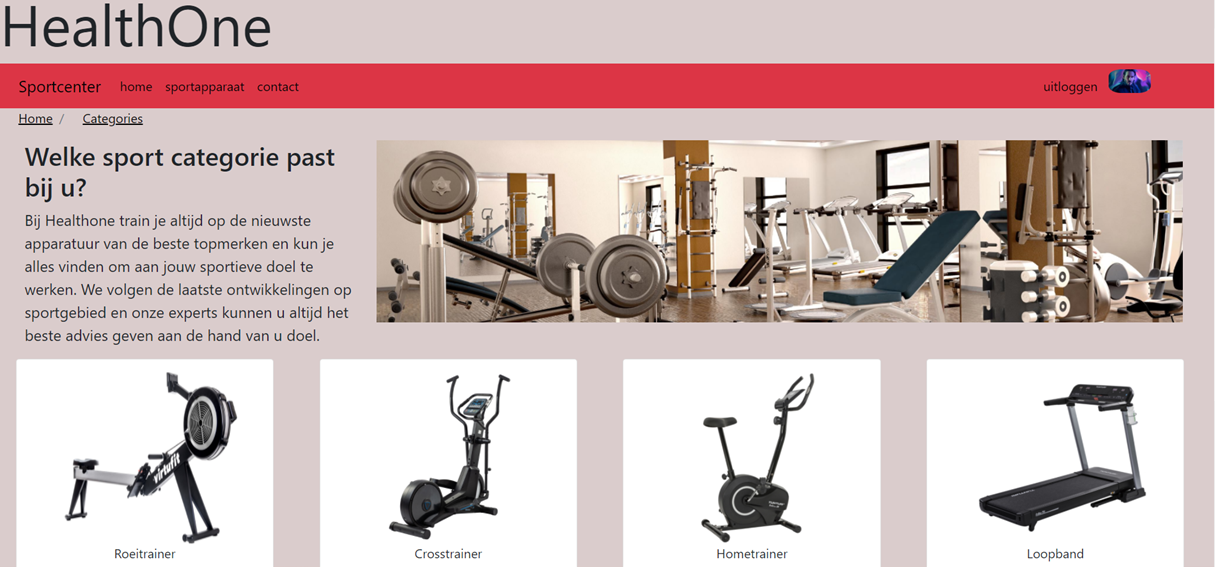 HealthOne
Sportcenter home sportapparaat contact uitloggen
Home / Categories
Welke sport categorie past
bij u?
Bij Healthone train je altijd op de nieuwste
apparatuur van de beste topmerken en kun je
alles vinden om aan jouw sportieve doel te
werken. We volgen de laatste ontwikkelingen op
sportgebied en onze experts kunnen u altijd het
beste advies geven aan de hand van u doel.
virtufit
Roeitrainer
Crosstrainer
Hometrainer
Loopband